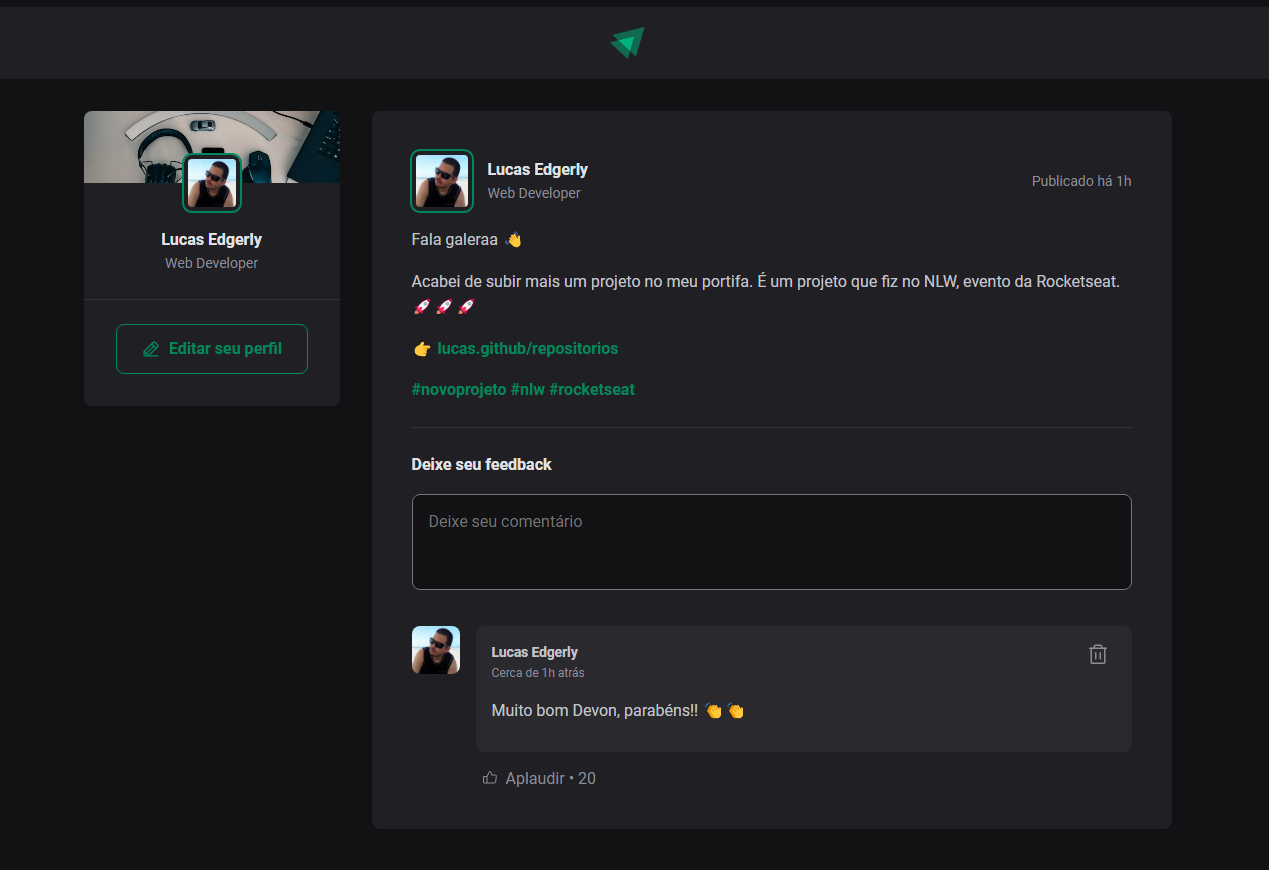 Lucas Edgerly
Web Developer
Editar seu perfil
Lucas Edgerly
Web Developer
Publicado há 1h
Fala galeraa 👋
Acabei de subir mais um projeto no meu portifa. É um projeto que fiz no NLW, evento da Rocketseat.
🚀 🚀 🚀
👉 lucas.github/repositorios
#novoprojeto #nlw #rocketseat
Deixe seu feedback
Deixe seu comentário
Lucas Edgerly
Cerca de 1h atrás
Muito bom Devon, parabéns!! 👏 👏
Aplaudir • 20